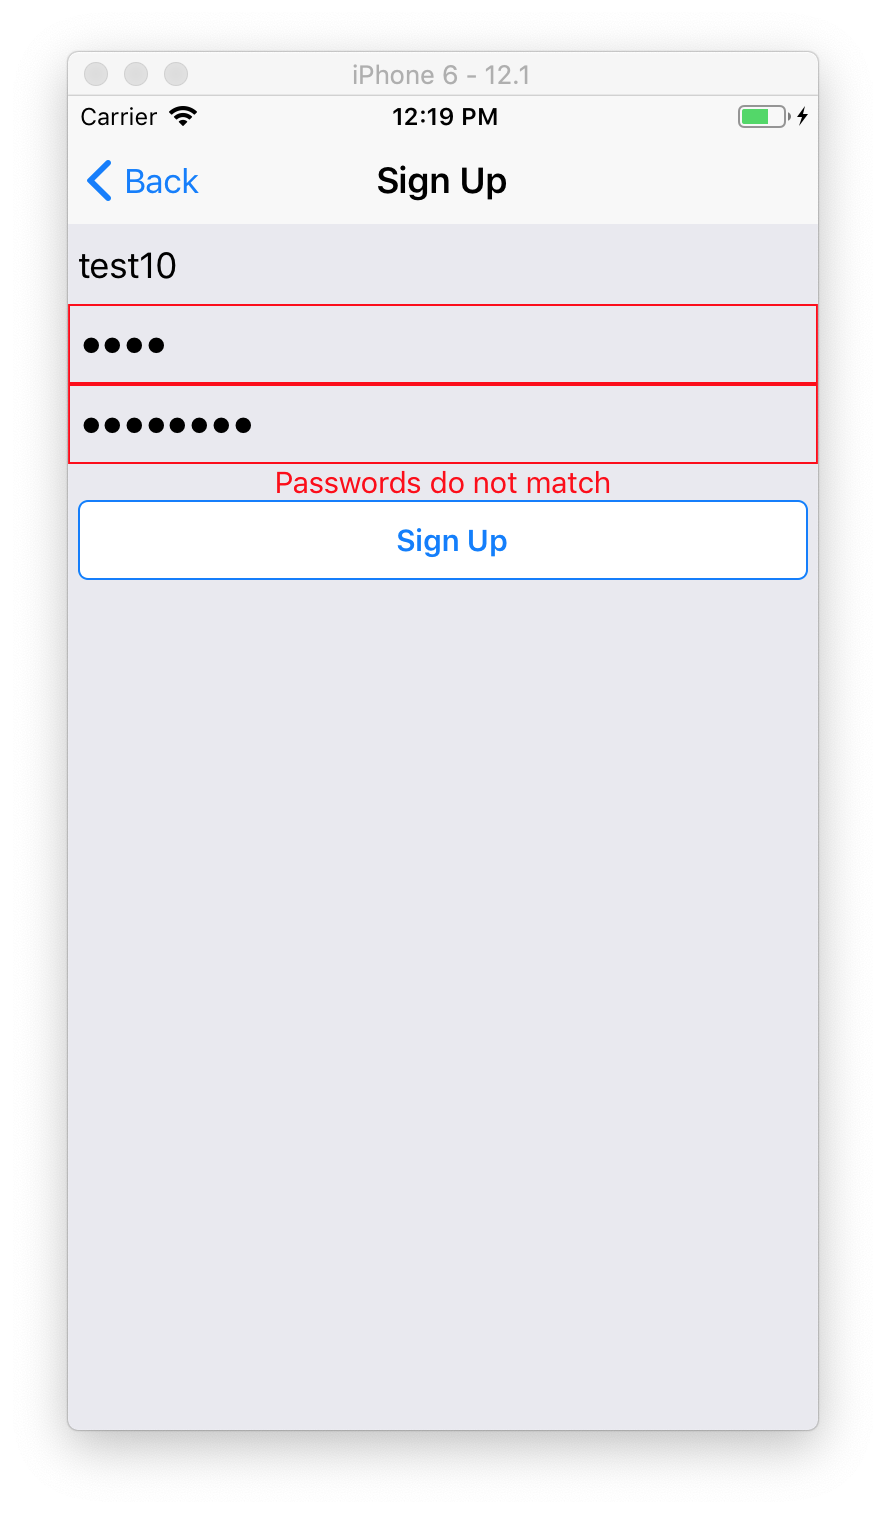 iPhone 6 - 12.1
Carrier 12:19 PM
Back Sign Up
test10
••••
••••••••
Passwords do not match
Sign Up